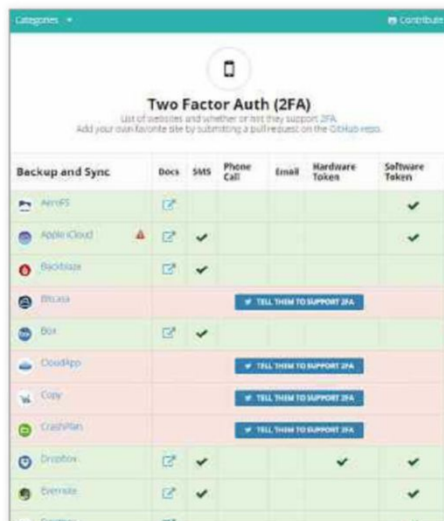 Categories
Contribute
Two Factor Auth (2FA)
List of websites and whether or not they support 2FA.
Add your own favorite site by submitting a pull request on the GitHub repo.
Backup and Sync Docs SMS Phone Call Email Hardware Token Software Token
AeroFS
Apple iCloud
Backblaze
Bitcasa TELL THEM TO SUPPORT 2FA
Box
CloudApp TELL THEM TO SUPPORT 2FA
Copy TELL THEM TO SUPPORT 2FA
CrashPlan TELL THEM TO SUPPORT 2FA
Dropbox
Evernote